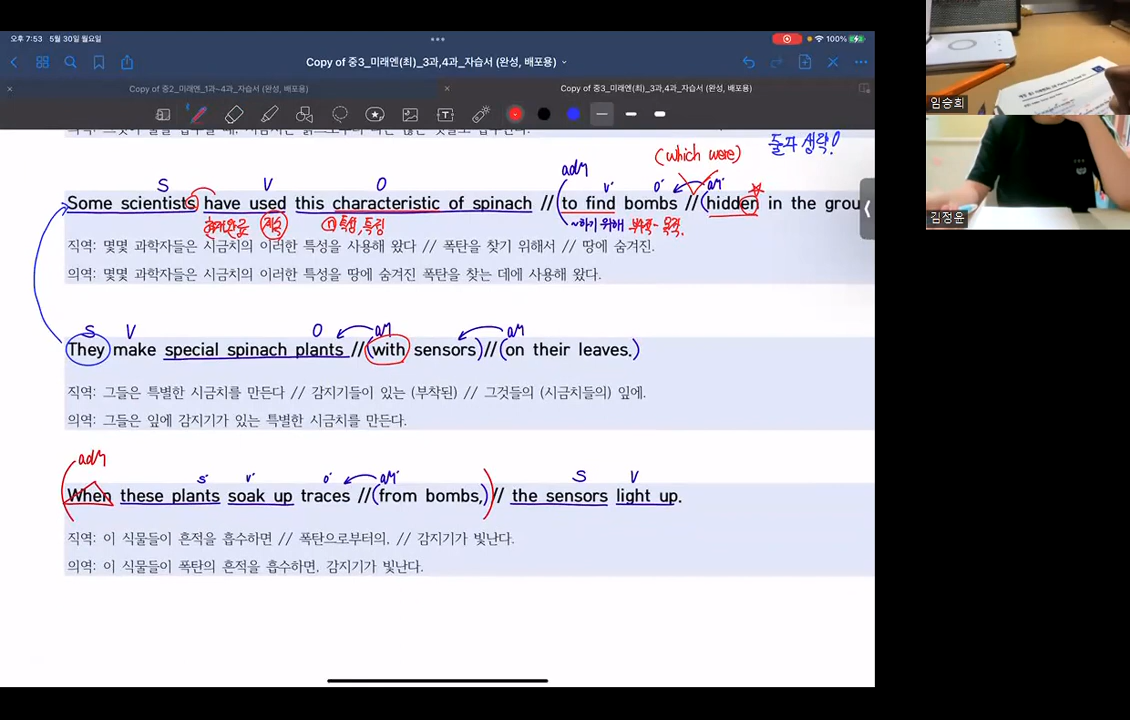 오후 7:53 5월 30일 월요일
100%
Copy of 중3_미래엔(최)_3과,4과_자습서 (완성, 배포용)
Copy of 중2_미래엔_1과~4과_자습서 (완성, 배포용)
Copy of 중3_미래엔(최)_3과,4과_자습서 (완성, 배포용)
둘자 생략!
(which were)
adv
S V O v' o' am'
Some scientists have used this characteristic of spinach // (to find bombs // (hidden in the grou
ⓝ특성, 특징 ~하기 위해
직역: 몇몇 과학자들은 시금치의 이러한 특성을 사용해 왔다 // 폭탄을 찾기 위해서 // 땅에 숨겨진.
의역: 몇몇 과학자들은 시금치의 이러한 특성을 땅에 숨겨진 폭탄을 찾는 데에 사용해 왔다.
S V O am am
They make special spinach plants // (with sensors) // (on their leaves.)
직역: 그들은 특별한 시금치를 만든다 // 감지기들이 있는 (부착된) // 그것들의 (시금치들의) 잎에.
의역: 그들은 잎에 감지기가 있는 특별한 시금치를 만든다.
adv
s' v' o' am' S V
When these plants soak up traces // (from bombs,) // the sensors light up.
직역: 이 식물들이 흔적을 흡수하면 // 폭탄으로부터의, // 감지기가 빛난다.
의역: 이 식물들이 폭탄의 흔적을 흡수하면, 감지기가 빛난다.
임승희
김정윤